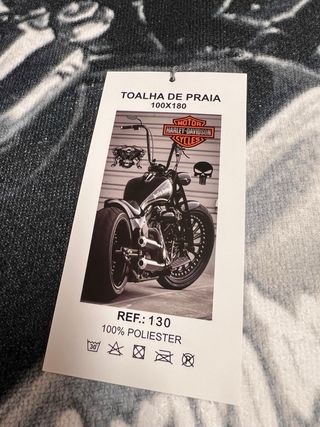 TOALHA DE PRAIA
100X180
MOTOR
HARLEY-DAVIDSON
CYCLES
REF.: 130
100% POLIESTER
30